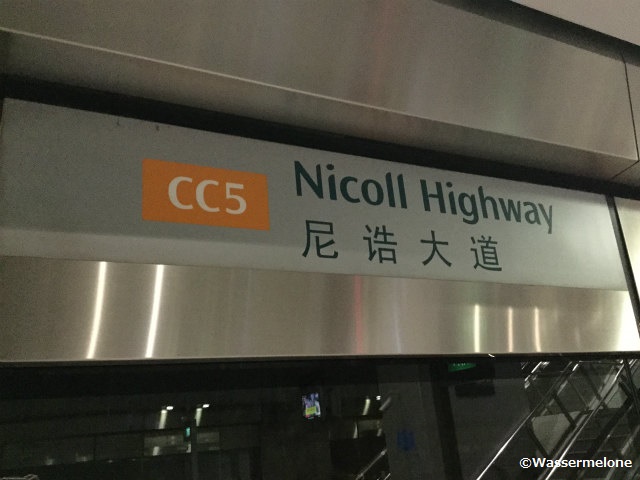 CC5
Nicoll Highway
尼诰大道
©Wassermelone